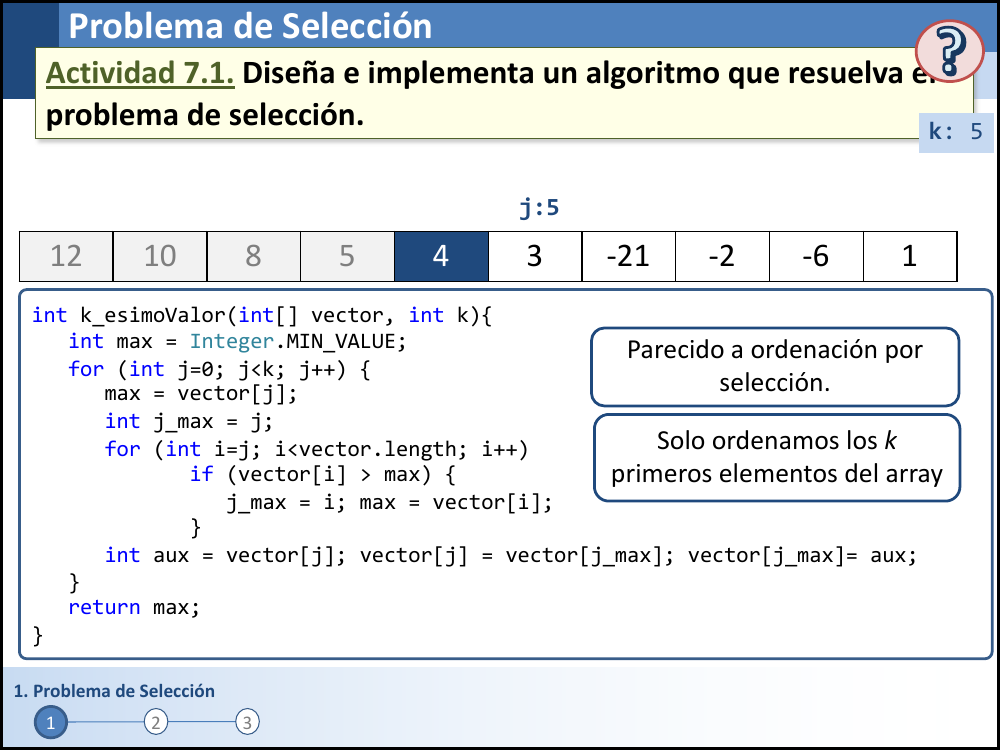 Problema de Selección
?
Actividad 7.1. Diseña e implementa un algoritmo que resuelva el
problema de selección.
k: 5
j:5
12 10 8 5 4 3 -21 -2 -6 1
int k_esimoValor(int[] vector, int k){
int max = Integer.MIN_VALUE;
for (int j=0; j<k; j++) {
max = vector[j];
int j_max = j;
for (int i=j; i<vector.length; i++)
if (vector[i] > max) {
j_max = i; max = vector[i];
}
int aux = vector[j]; vector[j] = vector[j_max]; vector[j_max]= aux;
}
return max;
}
Parecido a ordenación por
selección.
Solo ordenamos los k
primeros elementos del array
1. Problema de Selección
1 2 3